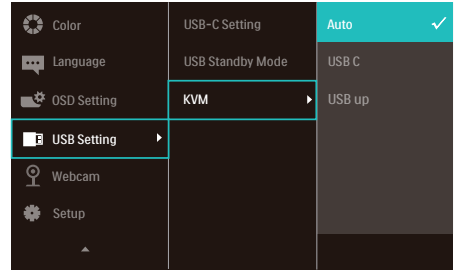 Color
Language
OSD Setting
USB Setting
Webcam
Setup
USB-C Setting
USB Standby Mode
KVM
Auto
USB C
USB up